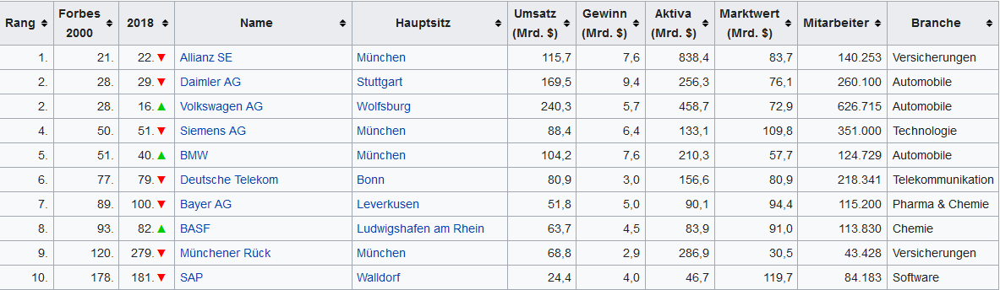 Rang Forbes 2000 2018 Name Hauptsitz Umsatz (Mrd. $) Gewinn (Mrd. $) Aktiva (Mrd. $) Marktwert (Mrd. $) Mitarbeiter Branche
1. 21. 22.▼ Allianz SE München 115,7 7,6 838,4 83,7 140.253 Versicherungen
2. 28. 29.▼ Daimler AG Stuttgart 169,5 9,4 256,3 76,1 260.100 Automobile
2. 28. 16.▲ Volkswagen AG Wolfsburg 240,3 5,7 458,7 72,9 626.715 Automobile
4. 50. 51.▼ Siemens AG München 88,4 6,4 133,1 109,8 351.000 Technologie
5. 51. 40.▲ BMW München 104,2 7,6 210,3 57,7 124.729 Automobile
6. 77. 79.▼ Deutsche Telekom Bonn 80,9 3,0 156,6 80,9 218.341 Telekommunikation
7. 89. 100.▼ Bayer AG Leverkusen 51,8 5,0 90,1 94,4 115.200 Pharma & Chemie
8. 93. 82.▲ BASF Ludwigshafen am Rhein 63,7 4,5 83,9 91,0 113.830 Chemie
9. 120. 279.▼ Münchener Rück München 68,8 2,9 286,9 30,5 43.428 Versicherungen
10. 178. 181.▼ SAP Walldorf 24,4 4,0 46,7 119,7 84.183 Software